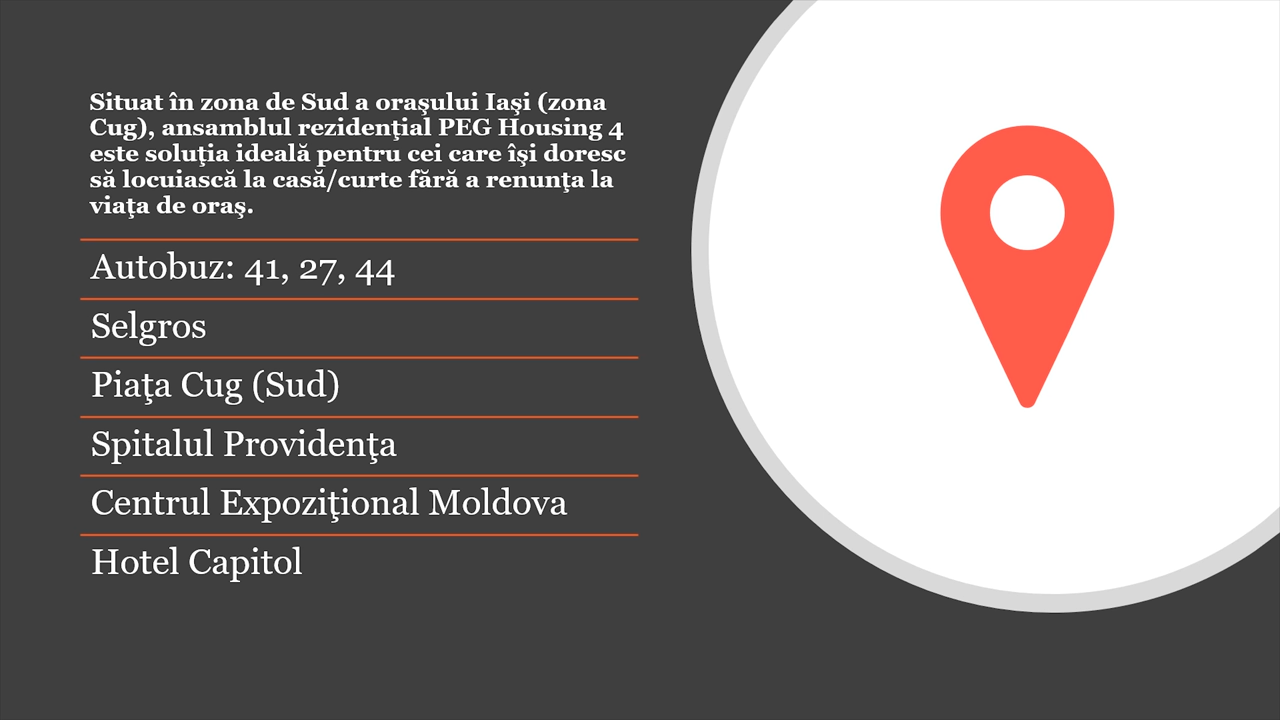 Situat în zona de Sud a oraşului Iaşi (zona
Cug), ansamblul rezidenţial PEG Housing 4
este soluţia ideală pentru cei care îşi doresc
să locuiască la casă/curte fără a renunţa la
viaţa de oraş.
Autobuz: 41, 27, 44
Selgros
Piaţa Cug (Sud)
Spitalul Providenţa
Centrul Expoziţional Moldova
Hotel Capitol